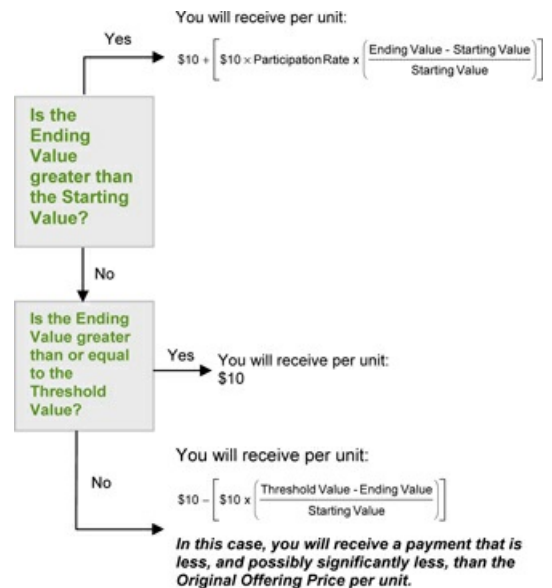 You will receive per unit:
Yes
$10 + [$10 × Participation Rate x (Ending Value - Starting Value / Starting Value)]
Is the
Ending
Value
greater than
the Starting
Value?
No
Is the Ending
Value greater
than or equal
to the
Threshold
Value?
Yes
You will receive per unit:
$10
You will receive per unit:
No
$10 – [$10 x (Threshold Value - Ending Value / Starting Value)]
In this case, you will receive a payment that is
less, and possibly significantly less, than the
Original Offering Price per unit.